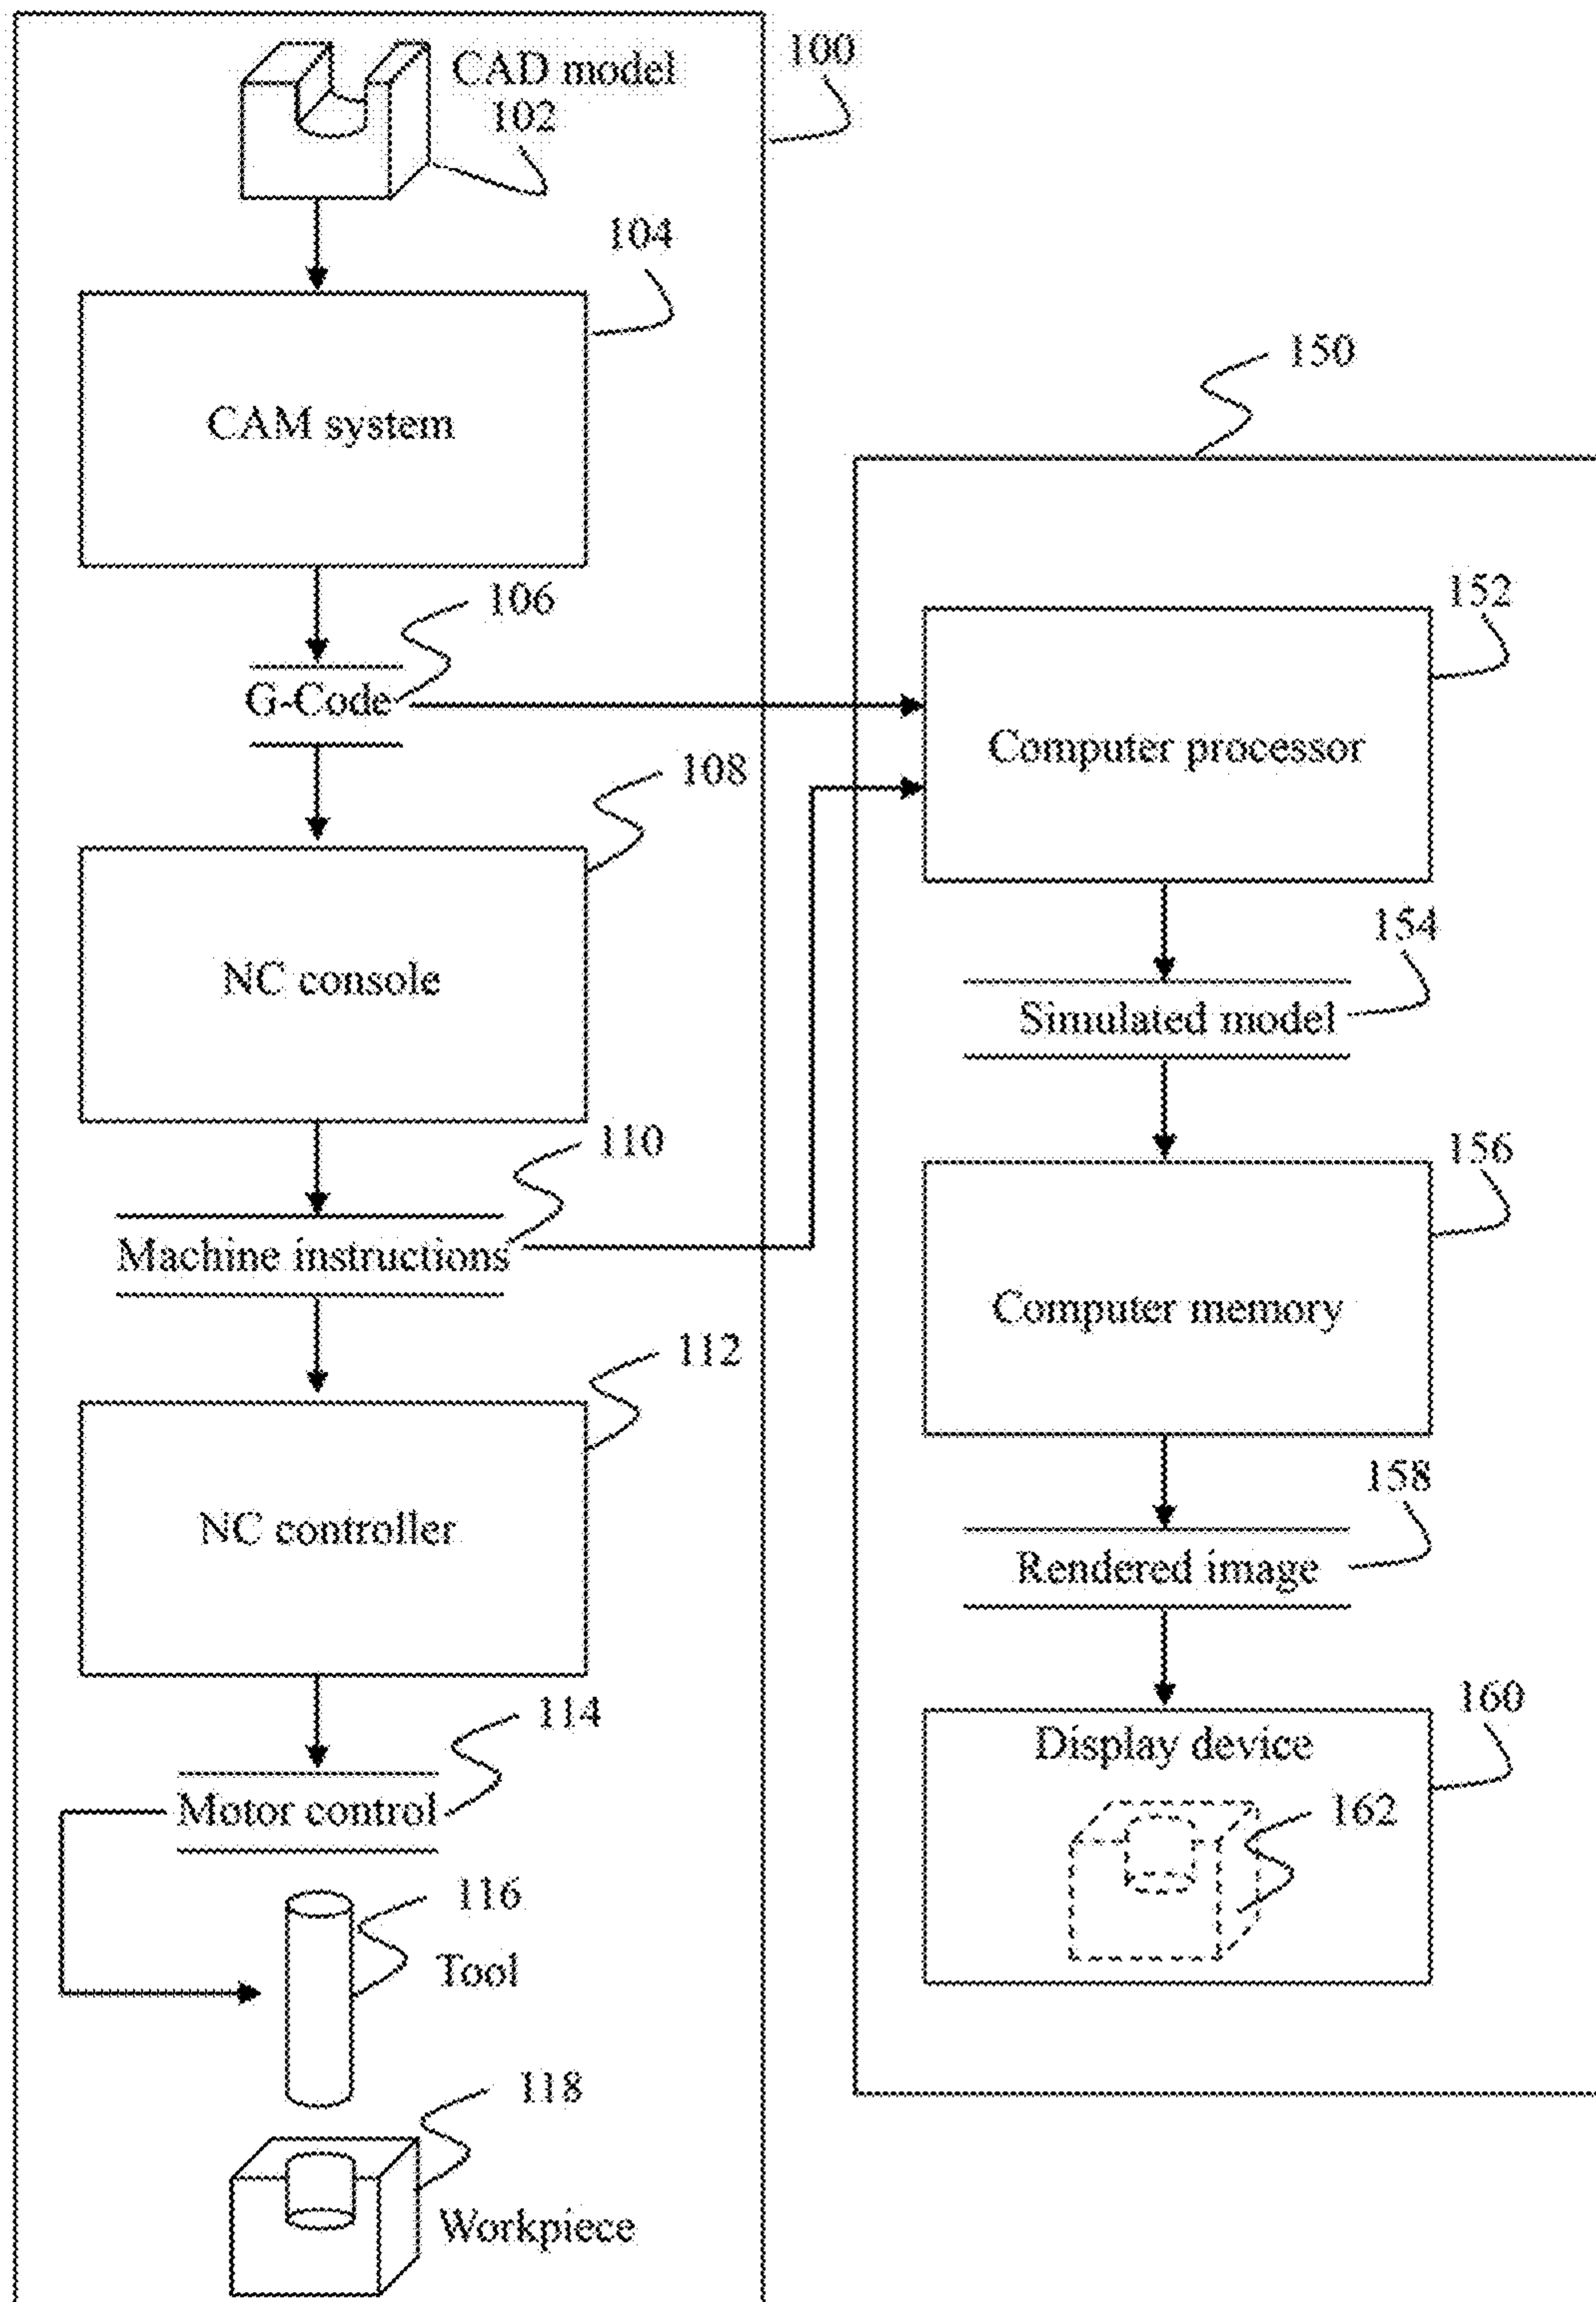 100
CAD model
102
104
CAM system
106
G-Code
108
NC console
110
Machine instructions
112
NC controller
114
Motor control
116
Tool
118
Workpiece
150
152
Computer processor
154
Simulated model
156
Computer memory
158
Rendered image
160
Display device
162